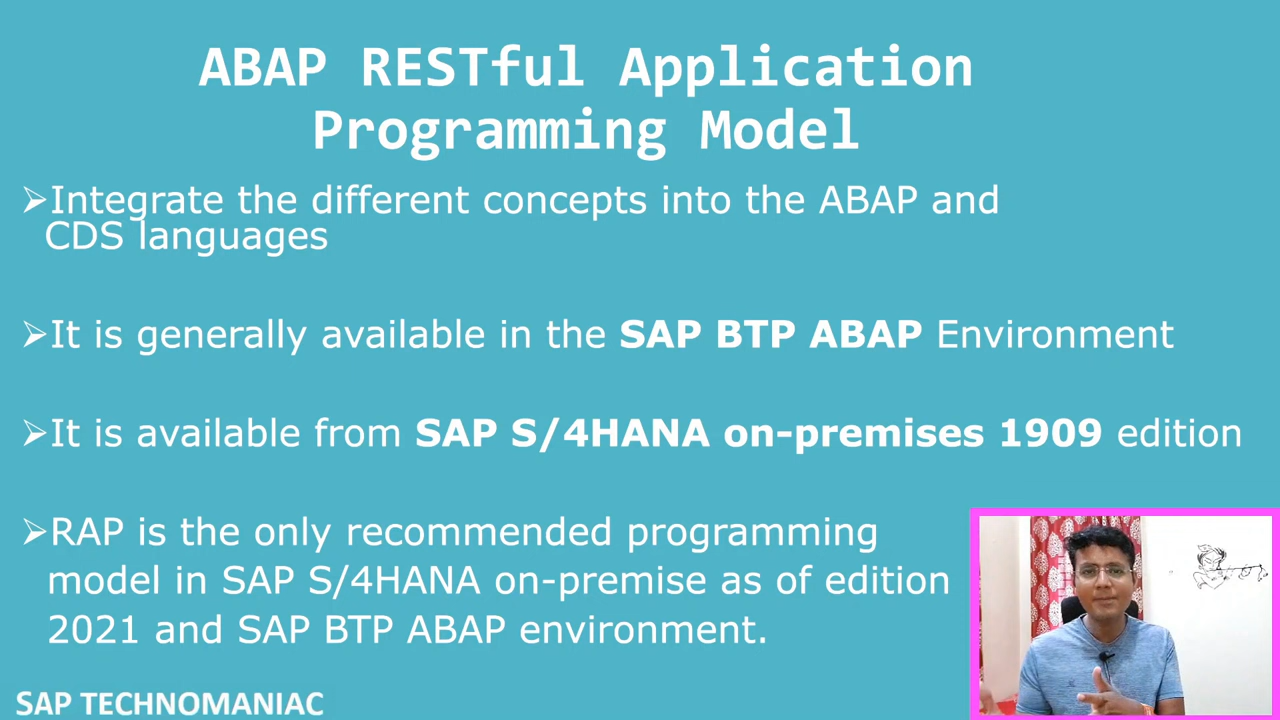 ABAP RESTful Application
Programming Model
➢Integrate the different concepts into the ABAP and
CDS languages
➢It is generally available in the SAP BTP ABAP Environment
➢It is available from SAP S/4HANA on-premises 1909 edition
➢RAP is the only recommended programming
model in SAP S/4HANA on-premise as of edition
2021 and SAP BTP ABAP environment.
SAP TECHNOMANIAC